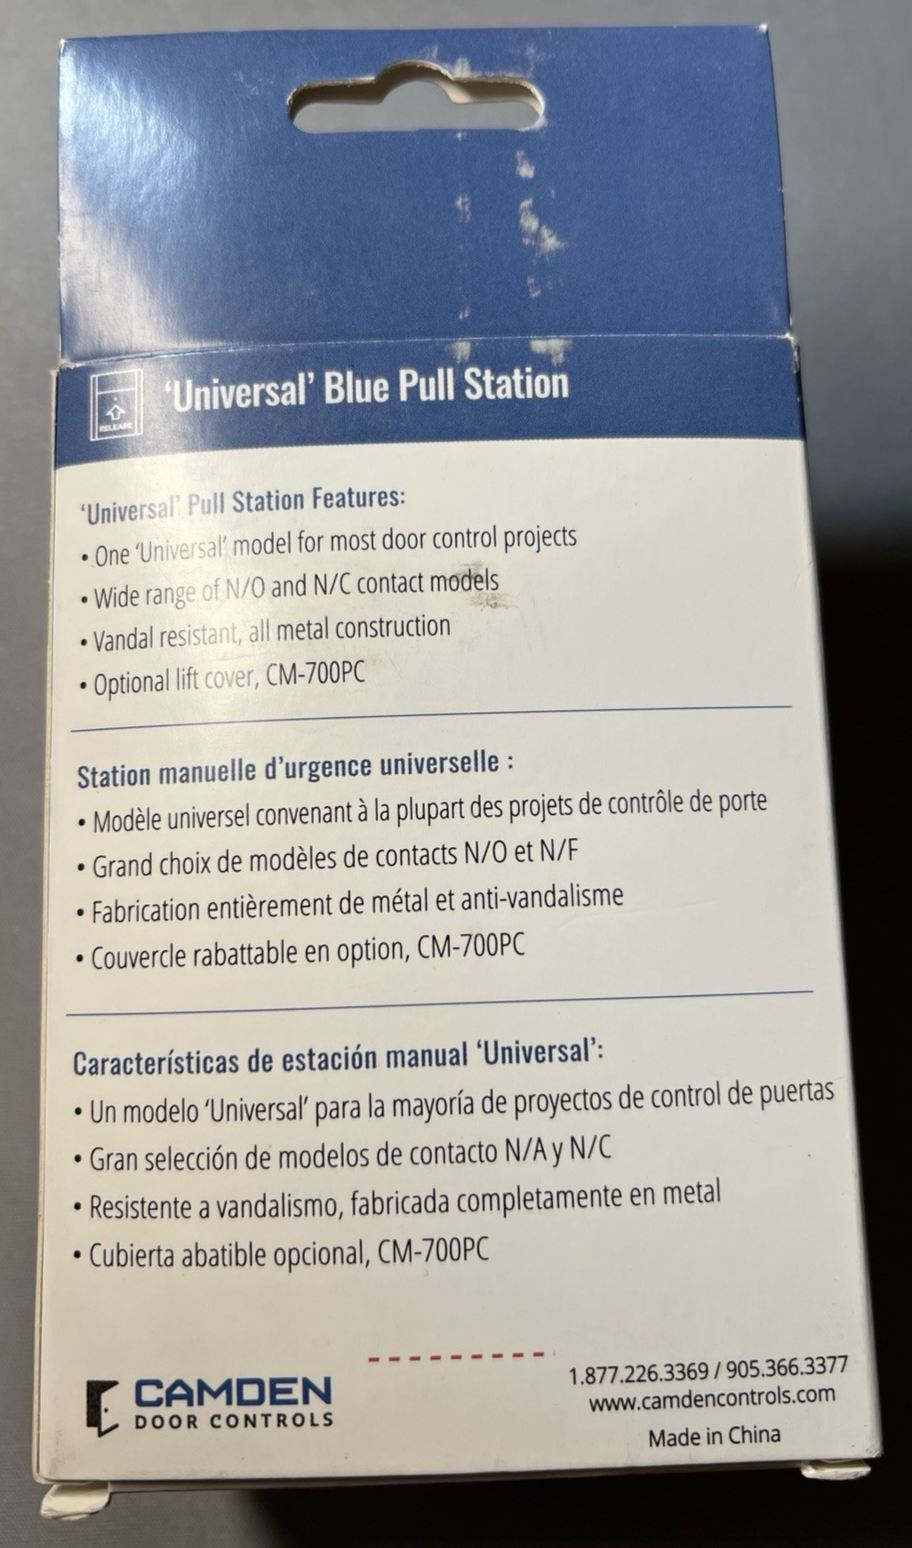 RELEASE
'Universal' Blue Pull Station
'Universal' Pull Station Features:
• One 'Universal' model for most door control projects
• Wide range of N/O and N/C contact models
• Vandal resistant, all metal construction
• Optional lift cover, CM-700PC
Station manuelle d'urgence universelle :
• Modèle universel convenant à la plupart des projets de contrôle de porte
• Grand choix de modèles de contacts N/O et N/F
• Fabrication entièrement de métal et anti-vandalisme
• Couvercle rabattable en option, CM-700PC
Características de estación manual 'Universal':
• Un modelo 'Universal' para la mayoría de proyectos de control de puertas
• Gran selección de modelos de contacto N/A y N/C
• Resistente a vandalismo, fabricada completamente en metal
• Cubierta abatible opcional, CM-700PC
CAMDEN
DOOR CONTROLS
1.877.226.3369 / 905.366.3377
www.camdencontrols.com
Made in China